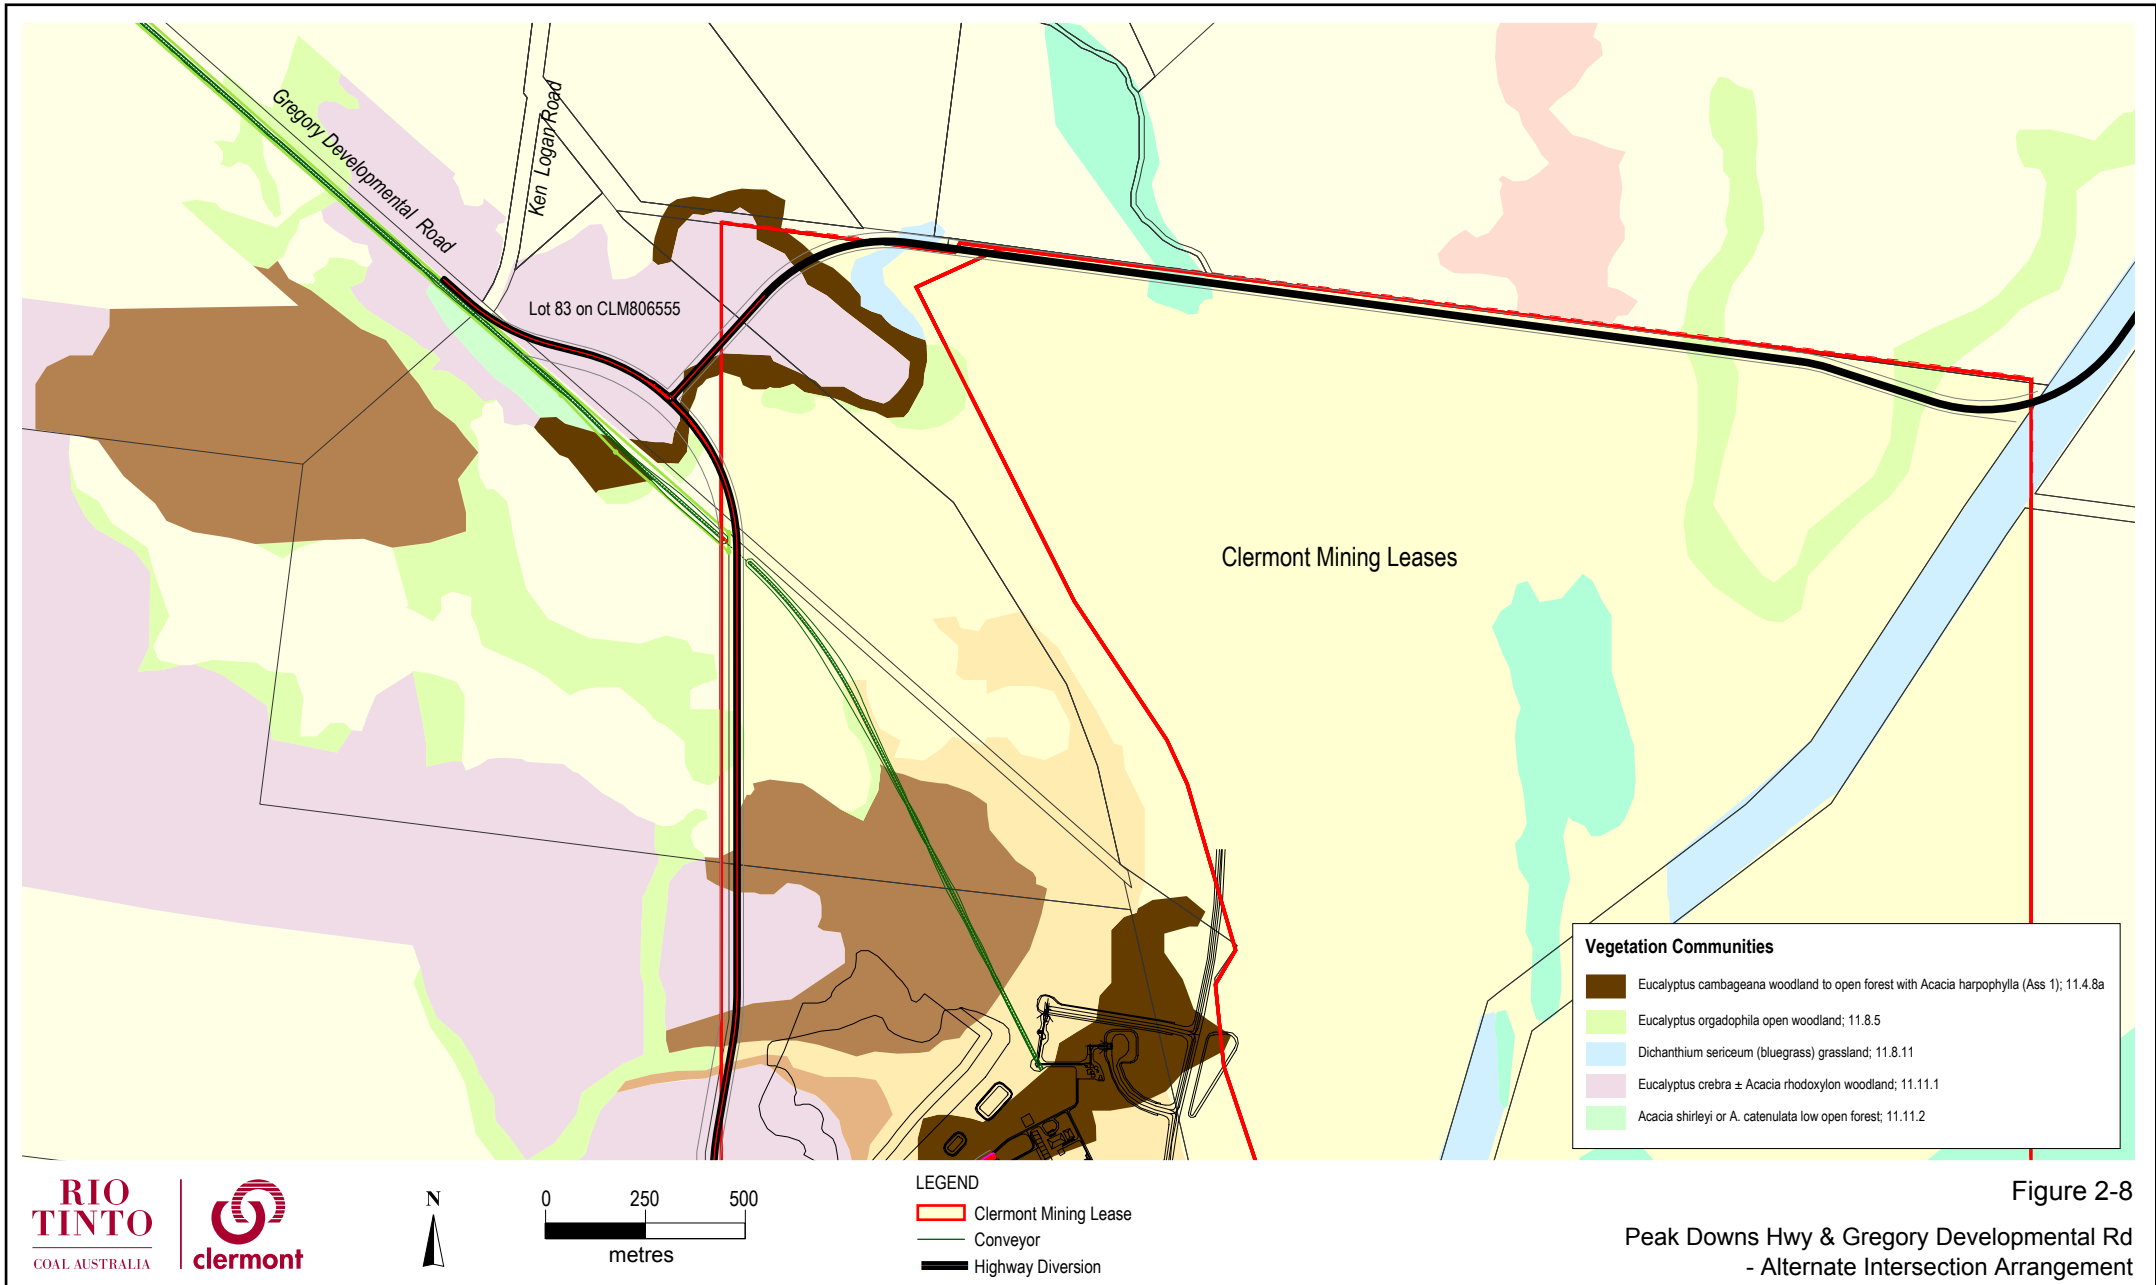 Gregory Developmental Road
Ken Logan Road
Lot 83 on CLM806555
Clermont Mining Leases
Vegetation Communities
Eucalyptus cambageana woodland to open forest with Acacia harpophylla (Ass 1); 11.4.8a
Eucalyptus orgadophila open woodland; 11.8.5
Dichanthium sericeum (bluegrass) grassland; 11.8.11
Eucalyptus crebra ± Acacia rhodoxylon woodland; 11.11.1
Acacia shirleyi or A. catenulata low open forest; 11.11.2
RIO
TINTO
COAL AUSTRALIA
clermont
N
0 250 500
metres
LEGEND
Clermont Mining Lease
Conveyor
Highway Diversion
Figure 2-8
Peak Downs Hwy & Gregory Developmental Rd
- Alternate Intersection Arrangement